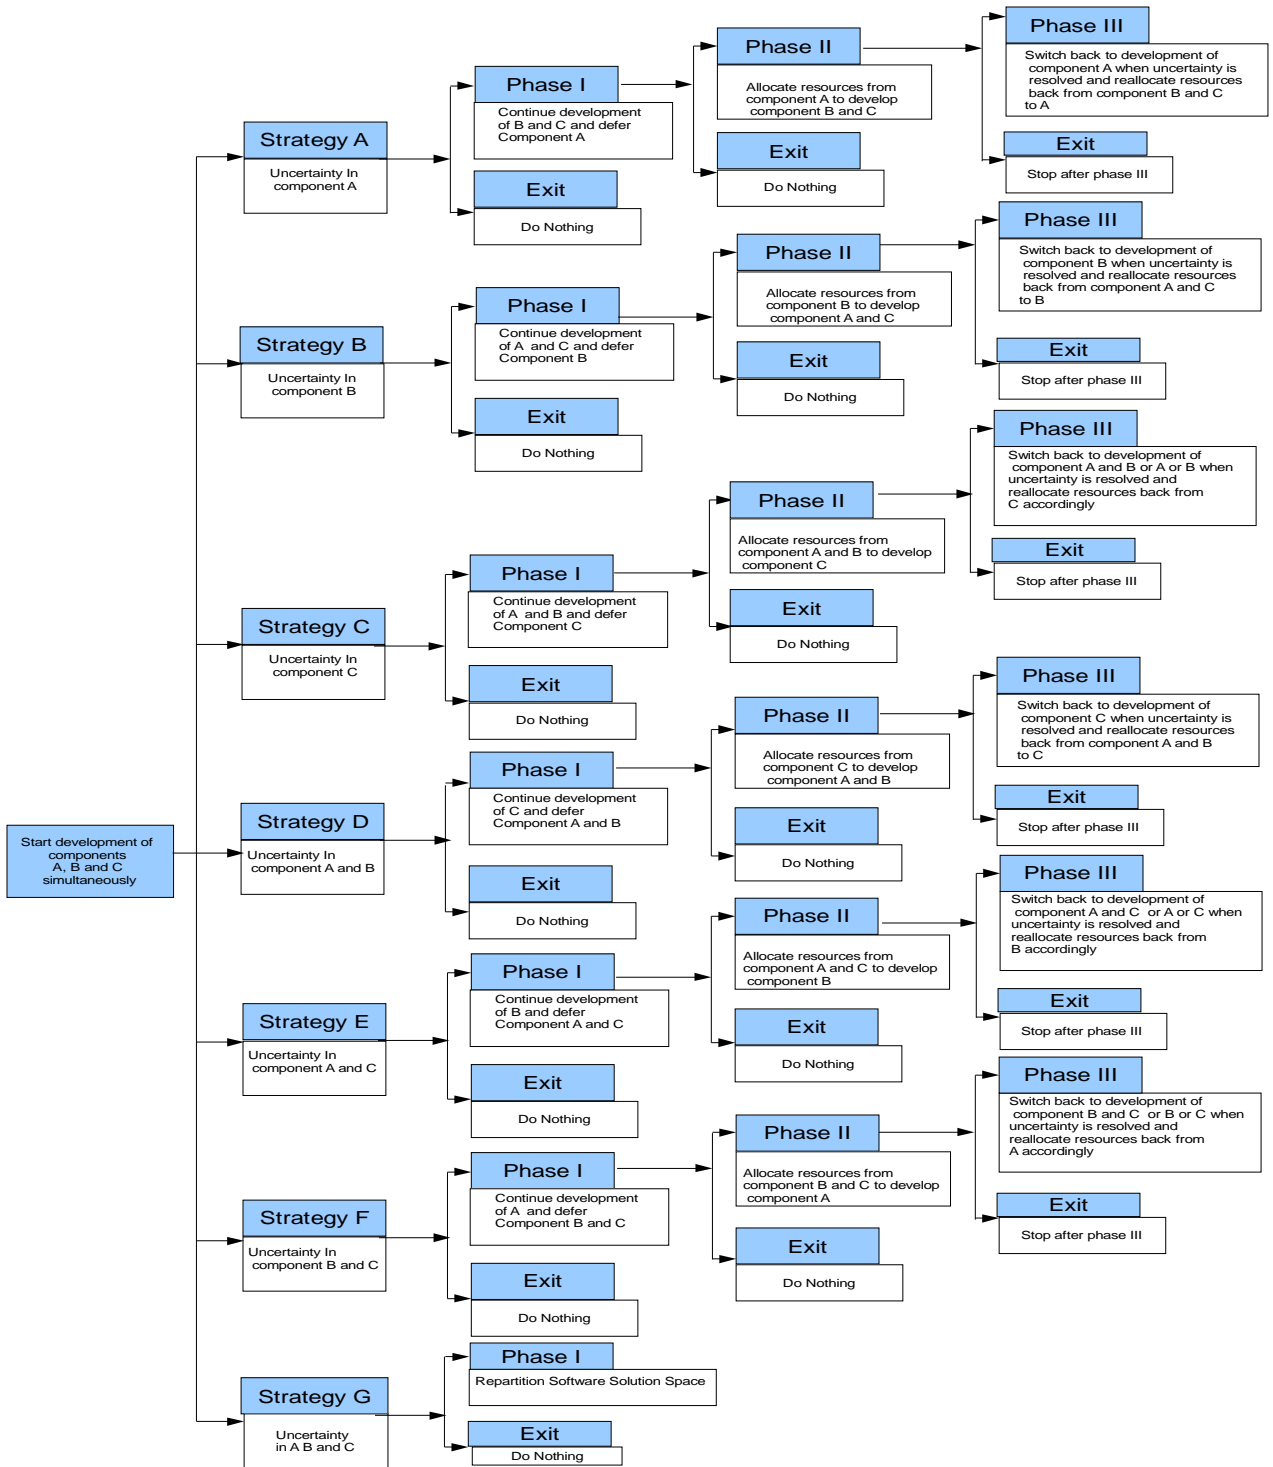 Start development of
components
A, B and C
simultaneously
Strategy A
Uncertainty In
component A
Phase I
Continue development
of B and C and defer
Component A
Exit
Do Nothing
Phase II
Allocate resources from
component A to develop
component B and C
Exit
Do Nothing
Phase III
Switch back to development of
component A when uncertainty is
resolved and reallocate resources
back from component B and C
to A
Exit
Stop after phase III
Strategy B
Uncertainty In
component B
Phase I
Continue development
of A and C and defer
Component B
Exit
Do Nothing
Phase II
Allocate resources from
component B to develop
component A and C
Exit
Do Nothing
Phase III
Switch back to development of
component B when uncertainty is
resolved and reallocate resources
back from component A and C
to B
Exit
Stop after phase III
Strategy C
Uncertainty In
component C
Phase I
Continue development
of A and B and defer
Component C
Exit
Do Nothing
Phase II
Allocate resources from
component A and B to develop
component C
Exit
Do Nothing
Phase III
Switch back to development of
component A and B or A or B when
uncertainty is resolved and
reallocate resources back from
C accordingly
Exit
Stop after phase III
Strategy D
Uncertainty In
component A and B
Phase I
Continue development
of C and defer
Component A and B
Exit
Do Nothing
Phase II
Allocate resources from
component C to develop
component A and B
Exit
Do Nothing
Phase III
Switch back to development of
component C when uncertainty is
resolved and reallocate resources
back from component A and B
to C
Exit
Stop after phase III
Strategy E
Uncertainty In
component A and C
Phase I
Continue development
of B and defer
Component A and C
Exit
Do Nothing
Phase II
Allocate resources from
component A and C to develop
component B
Exit
Do Nothing
Phase III
Switch back to development of
component A and C or A or C when
uncertainty is resolved and
reallocate resources back from
B accordingly
Exit
Stop after phase III
Strategy F
Uncertainty In
component B and C
Phase I
Continue development
of A and defer
Component B and C
Exit
Do Nothing
Phase II
Allocate resources from
component B and C to develop
component A
Exit
Do Nothing
Phase III
Switch back to development of
component B and C or B or C when
uncertainty is resolved and
reallocate resources back from
A accordingly
Exit
Stop after phase III
Strategy G
Uncertainty
in A B and C
Phase I
Repartition Software Solution Space
Exit
Do Nothing